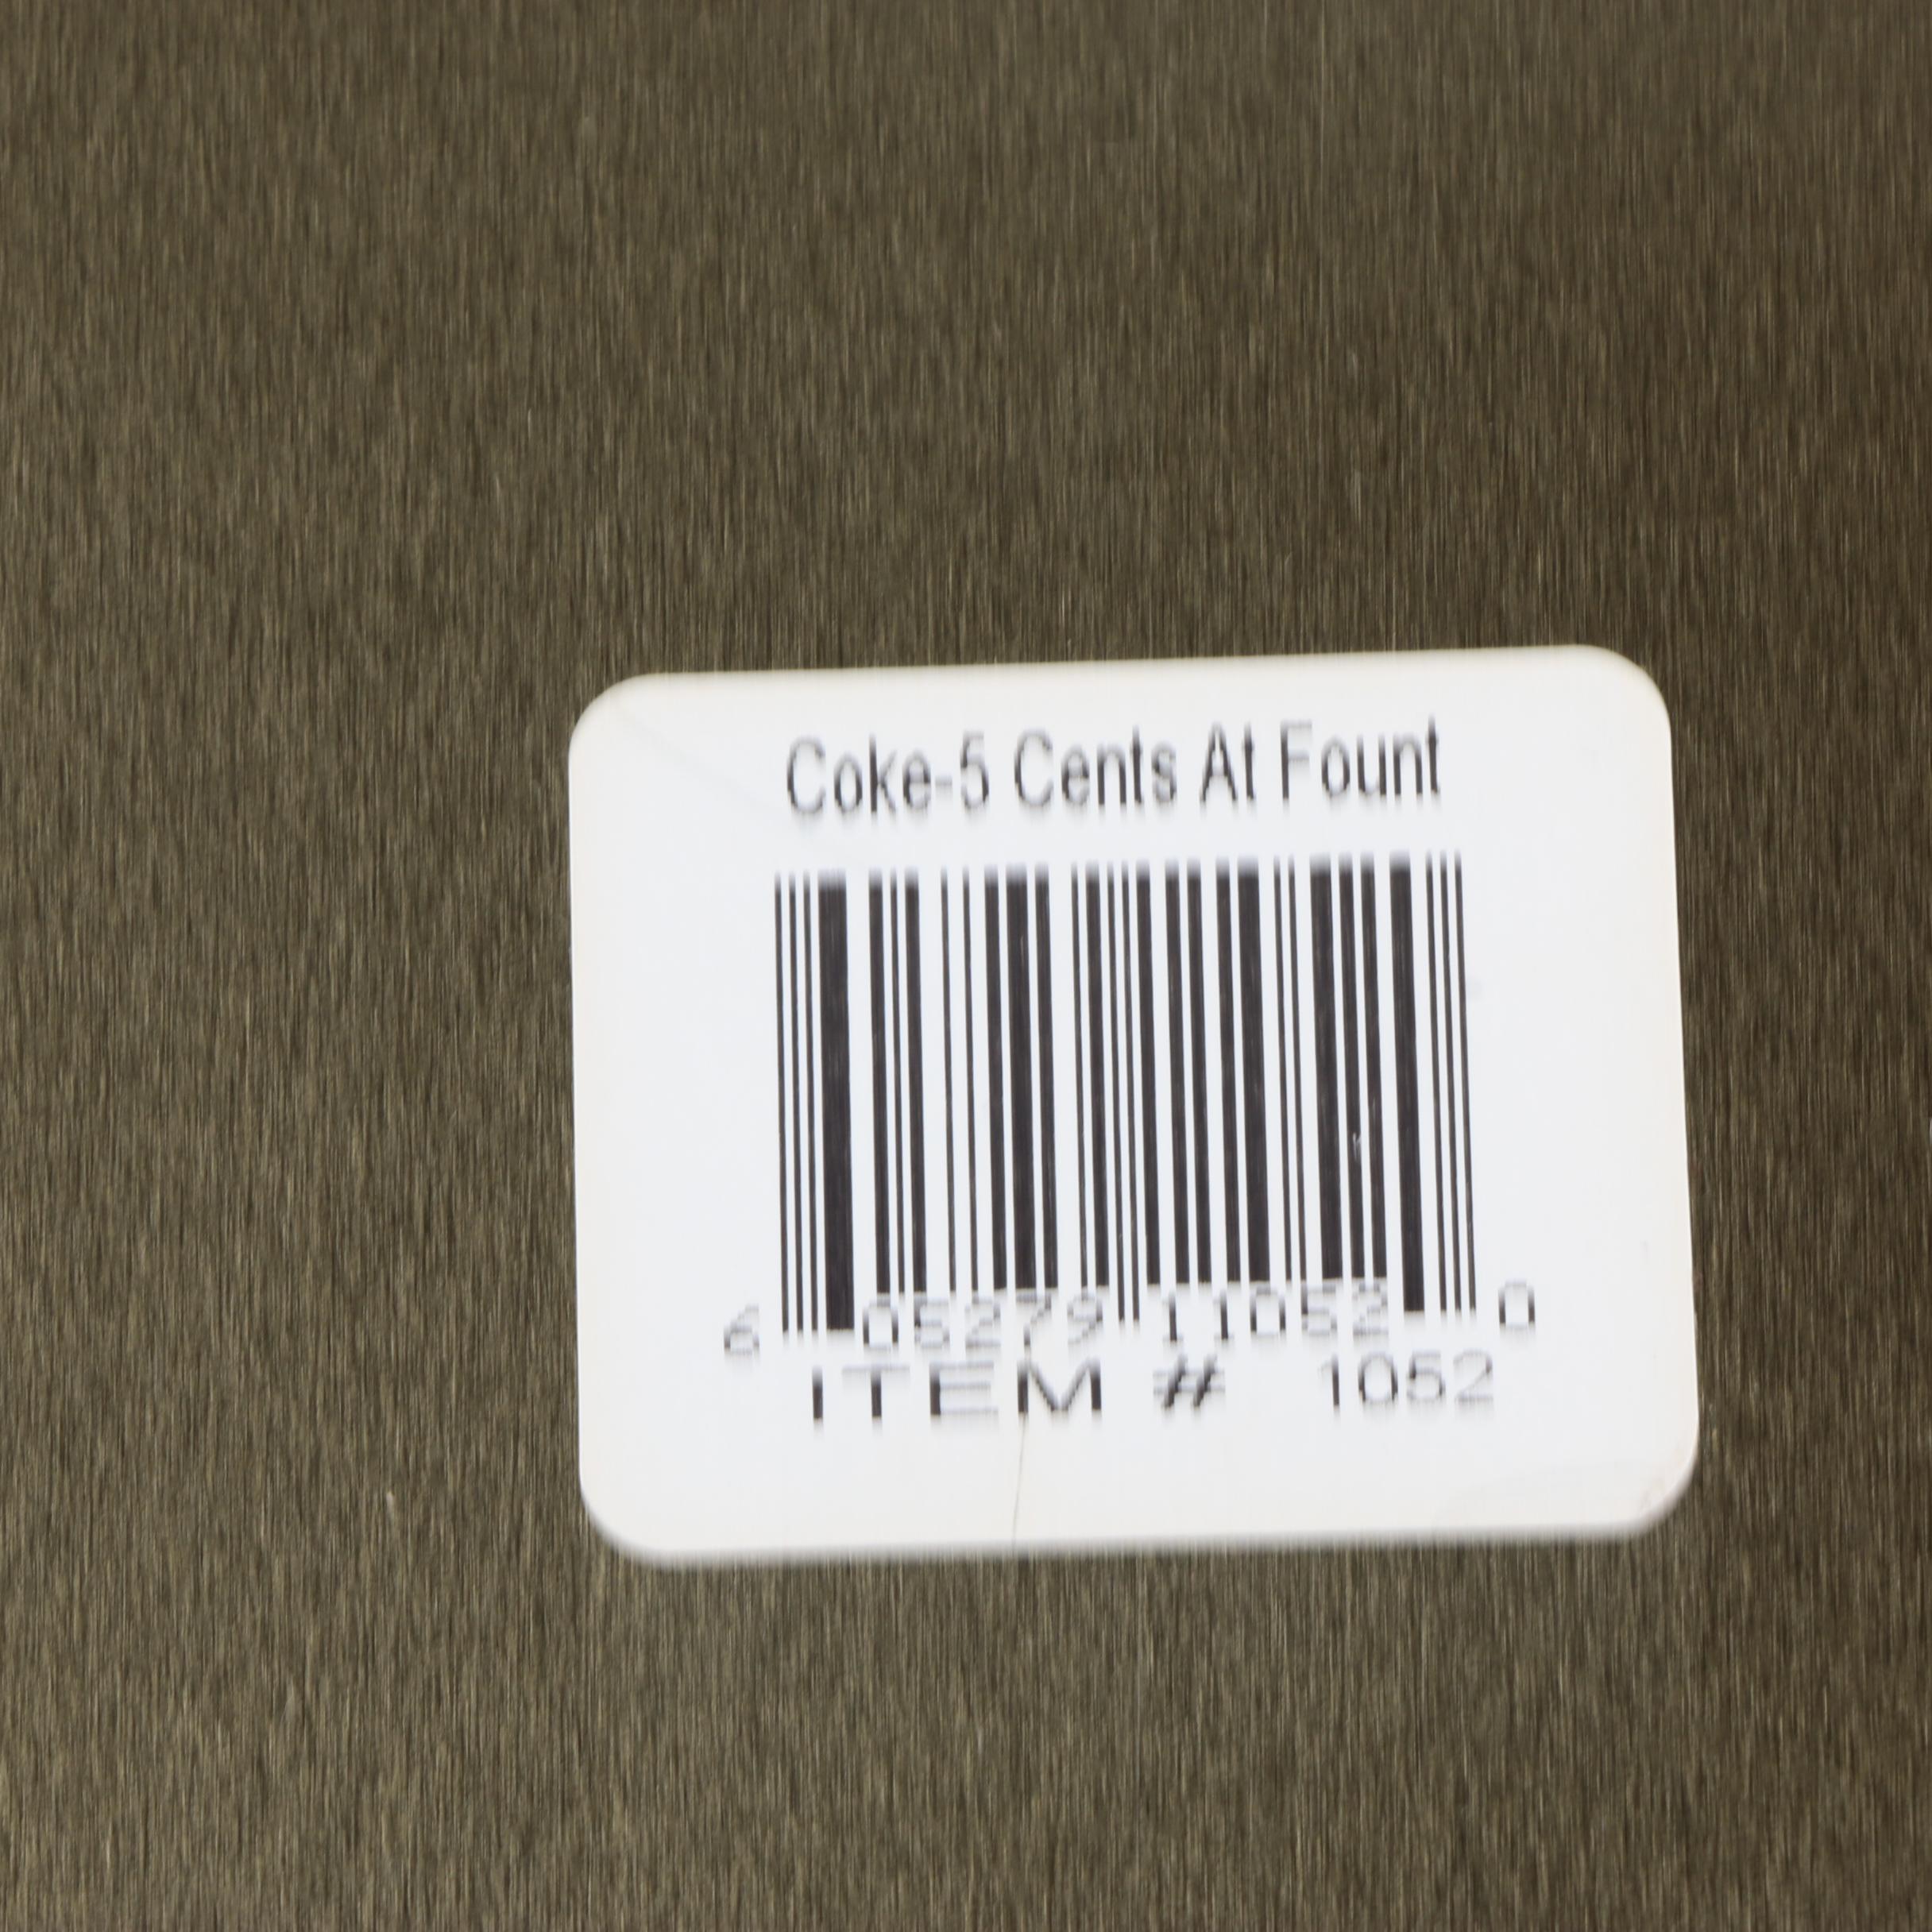 Coke-5 Cents At Fount
6 05279 11052 0
ITEM # 1052